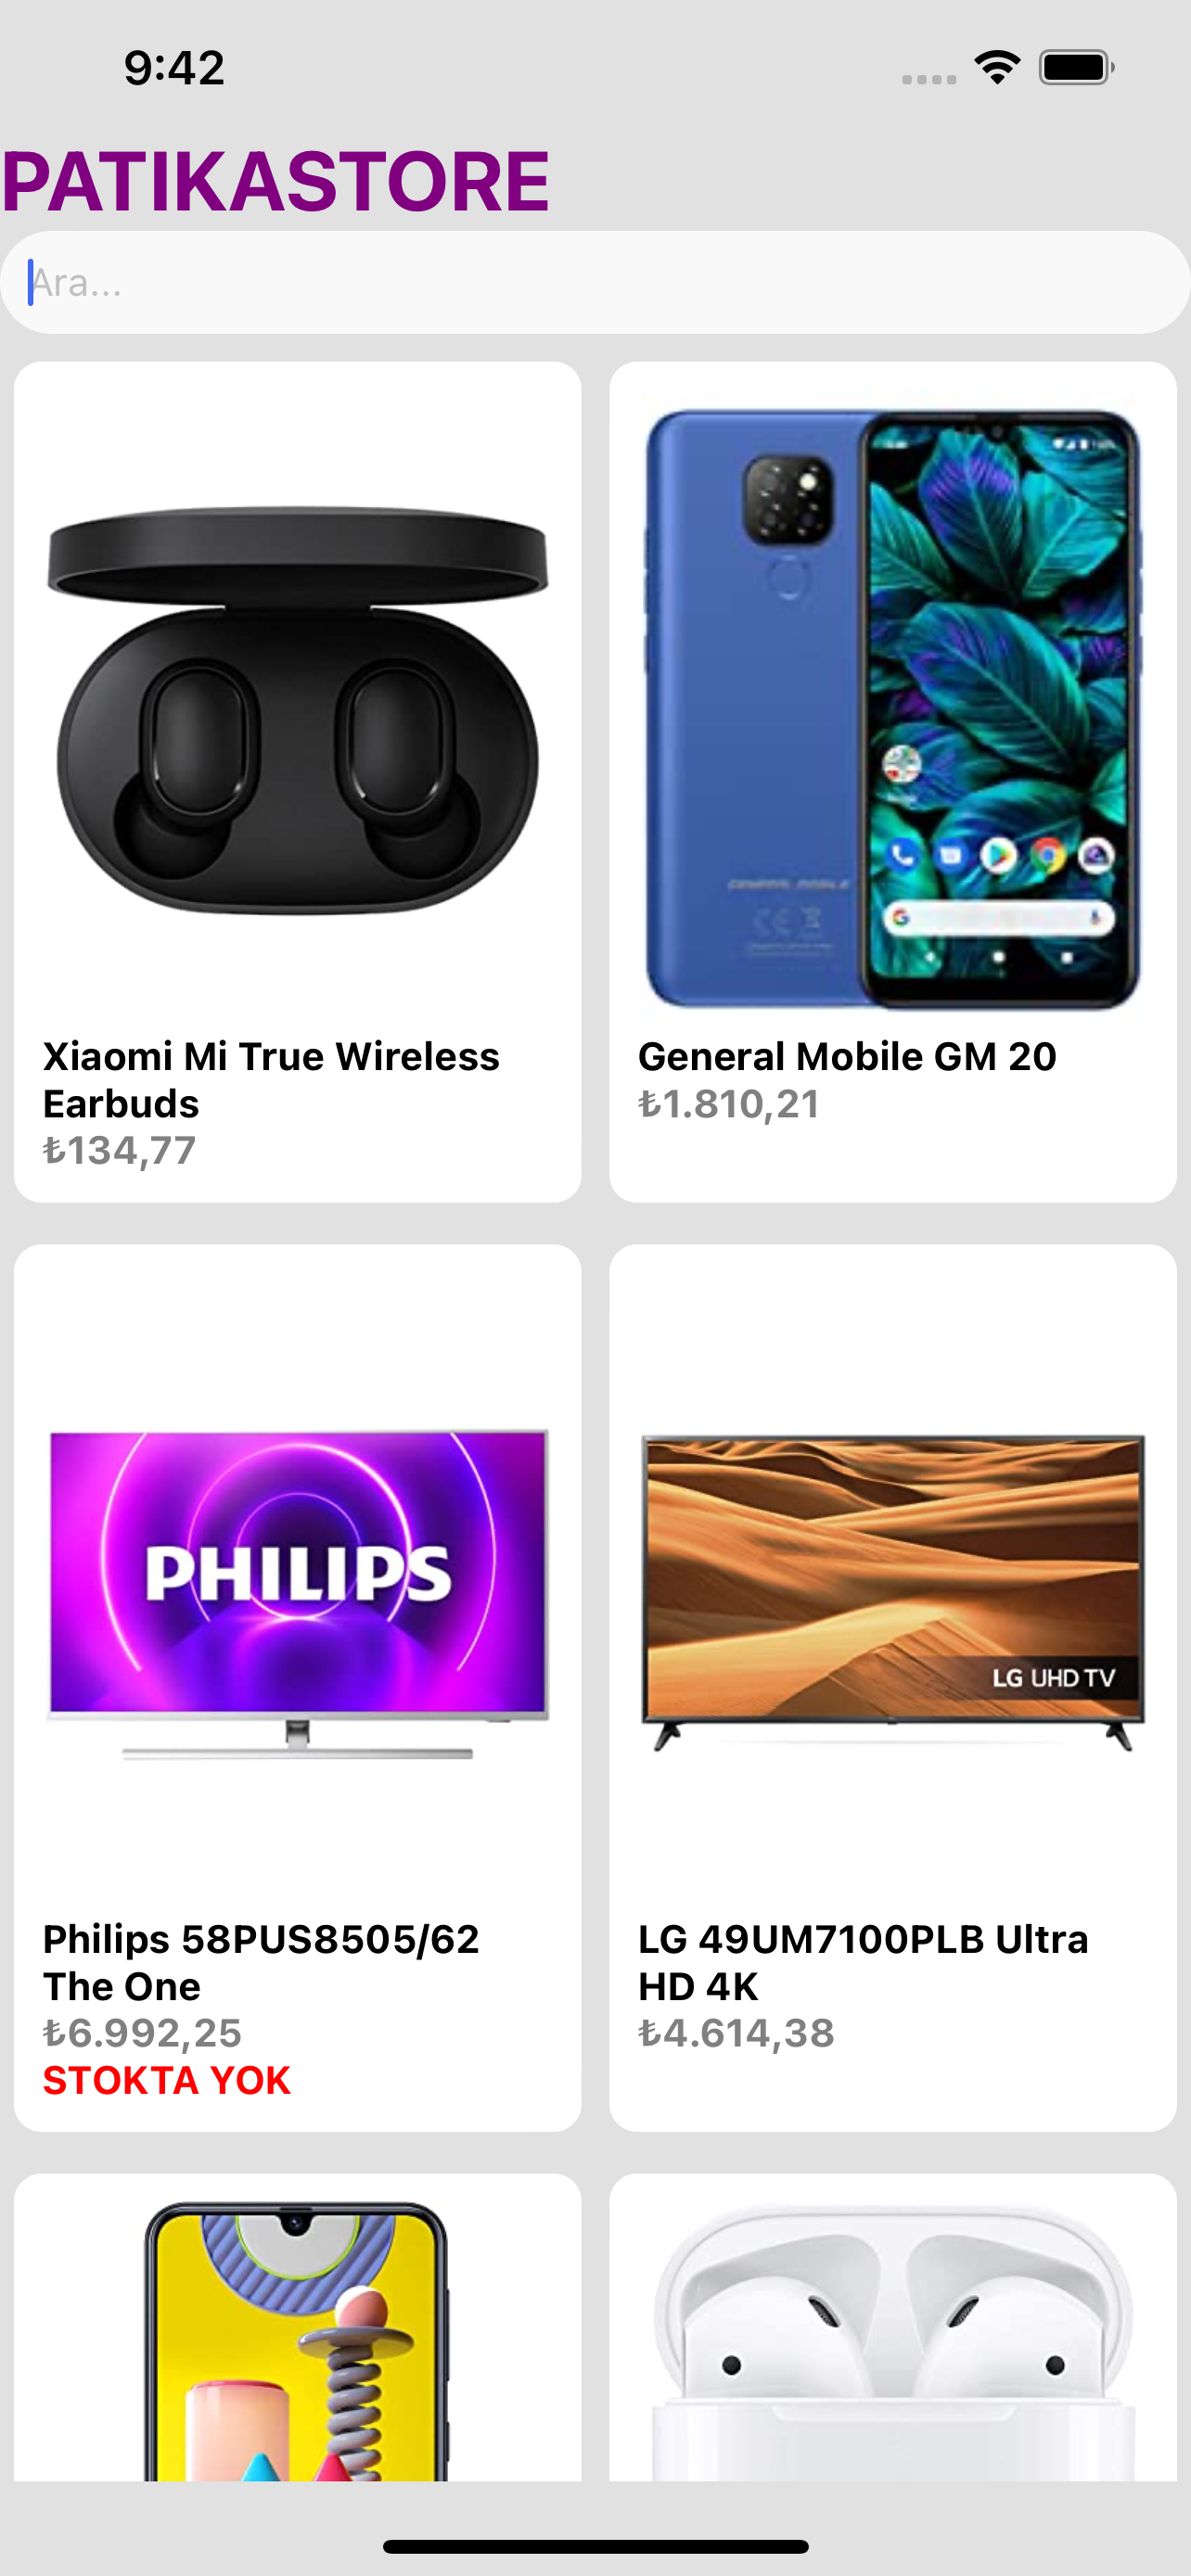 9:42
PATIKASTORE
Ara...
GENERAL MOBILE
Xiaomi Mi True Wireless
Earbuds
₺134,77
General Mobile GM 20
₺1.810,21
PHILIPS
LG UHD TV
Philips 58PUS8505/62
The One
₺6.992,25
STOKTA YOK
LG 49UM7100PLB Ultra
HD 4K
₺4.614,38